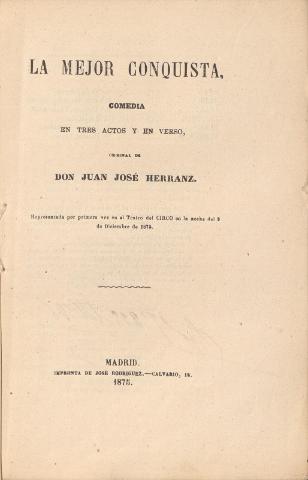 LA MEJOR CONQUISTA,
COMEDIA
EN TRES ACTOS Y EN VERSO,
ORIGINAL DE
DON JUAN JOSÉ HERRANZ.
Representada por primera vez en el Teatro del CIRCO en la noche del
de Diciembre de 1875.
MADRID.
IMPRENTA DE JOSÉ RODRIGUEZ.—CALVARIO, 18.
1875.